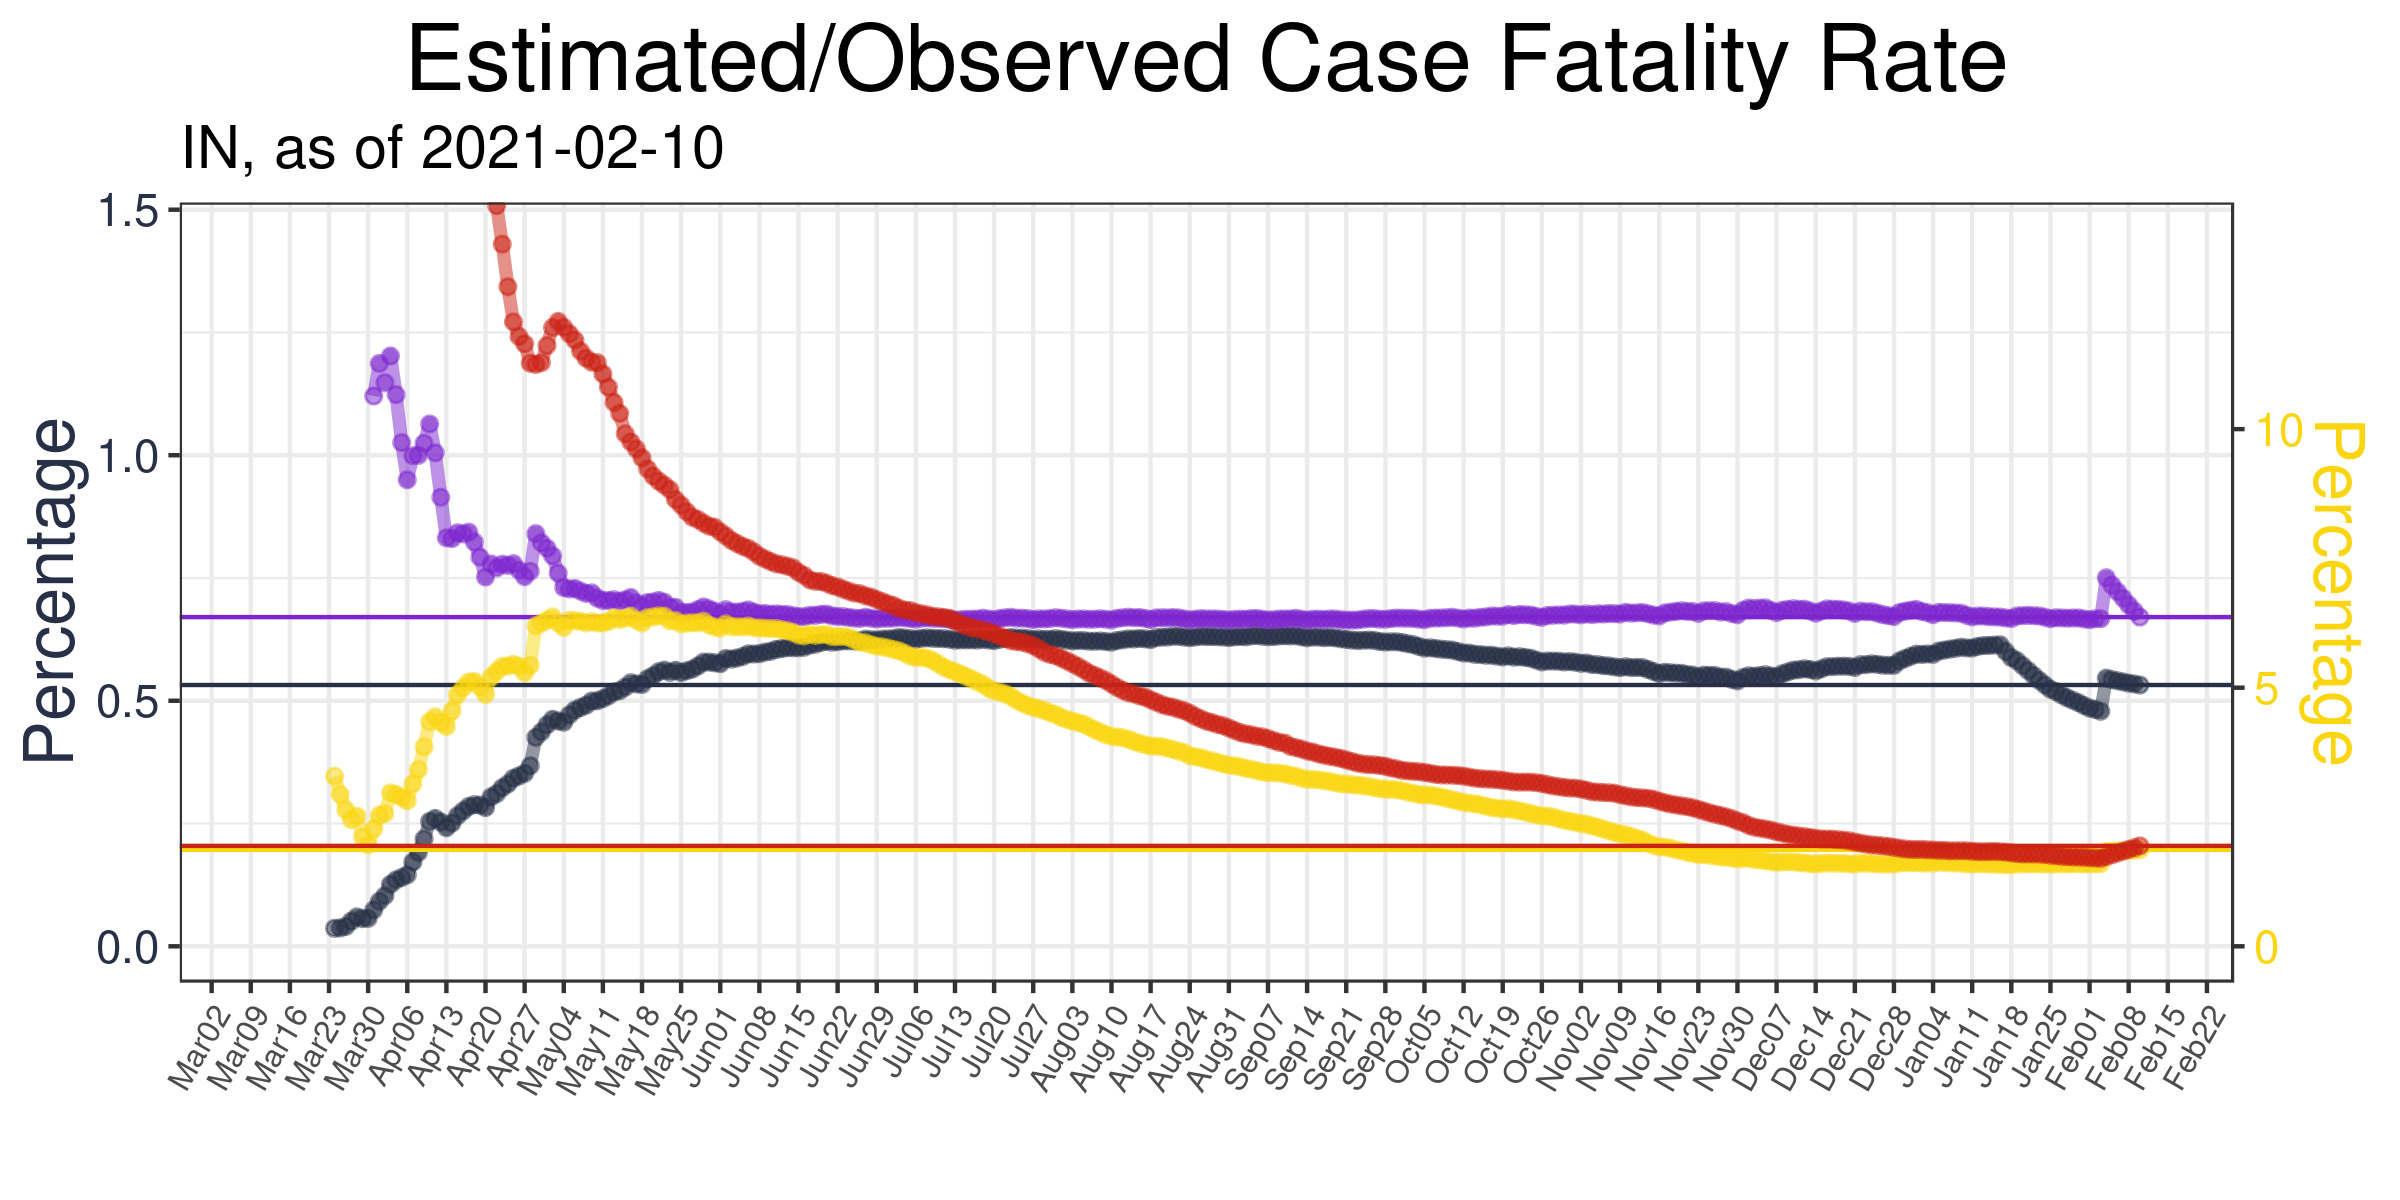 Estimated/Observed Case Fatality Rate
IN, as of 2021-02-10
Percentage
1.5
1.0
0.5
0.0
10
5
0
Percentage
Mar02
Mar09
Mar16
Mar23
Mar30
Apr06
Apr13
Apr20
Apr27
May04
May11
May18
May25
Jun01
Jun08
Jun15
Jun22
Jun29
Jul06
Jul13
Jul20
Jul27
Aug03
Aug10
Aug17
Aug24
Aug31
Sep07
Sep14
Sep21
Sep28
Oct05
Oct12
Oct19
Oct26
Nov02
Nov09
Nov16
Nov23
Nov30
Dec07
Dec14
Dec21
Dec28
Jan04
Jan11
Jan18
Jan25
Feb01
Feb08
Feb15
Feb22